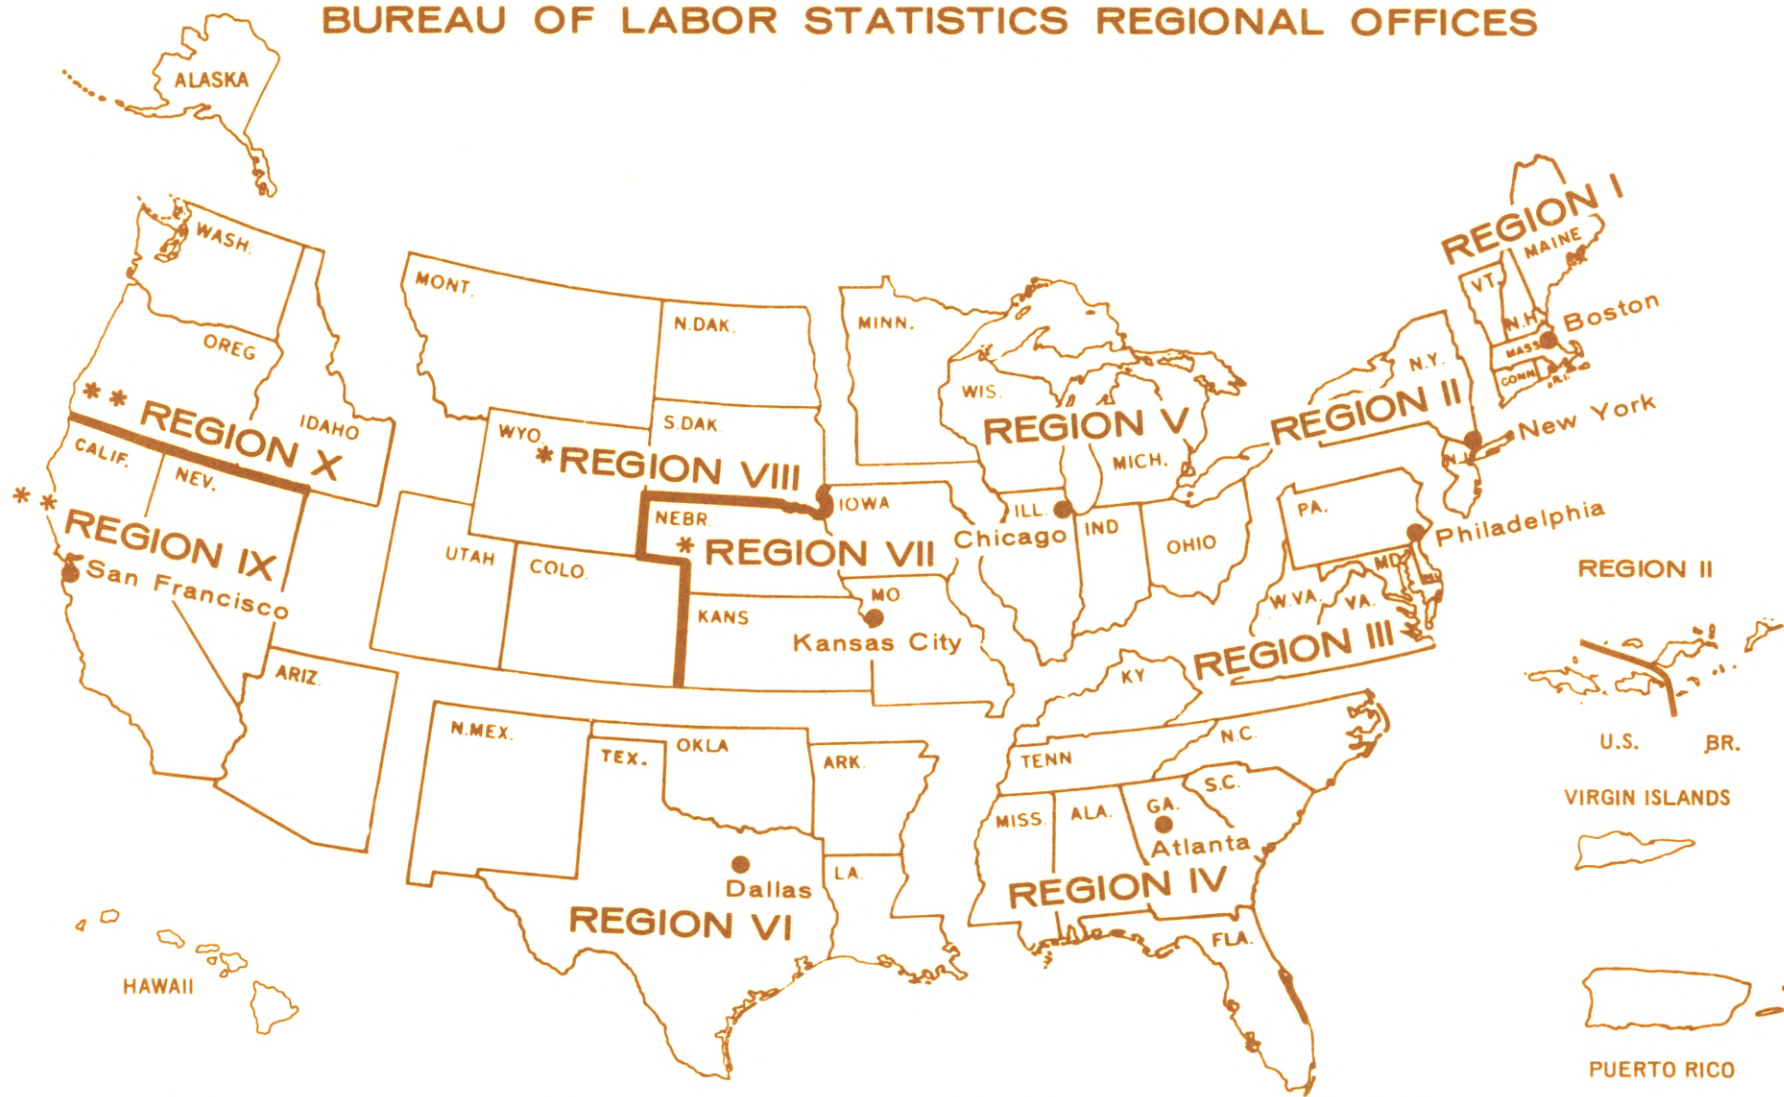 BUREAU OF LABOR STATISTICS REGIONAL OFFICES
ALASKA
WASH.
OREG.
IDAHO
** REGION X
CALIF.
NEV.
**
REGION IX
San Francisco
ARIZ.
HAWAII
MONT.
N.DAK.
S.DAK
WYO.
*REGION VIII
UTAH
COLO.
NEBR.
IOWA
* REGION VII
KANS
MO.
Kansas City
N.MEX.
TEX.
OKLA
ARK.
LA.
Dallas
REGION VI
MINN.
WIS.
REGION V
MICH.
ILL.
Chicago
IND
OHIO
KY
TENN
N.C.
S.C.
MISS.
ALA.
GA.
Atlanta
REGION IV
FLA.
REGION I
MAINE
VT.
N.H.
MASS
CONN
R.I.
Boston
N.Y.
REGION II
New York
N.J.
PA.
Philadelphia
MD.
W.VA.
VA.
REGION III
REGION II
U.S.
BR.
VIRGIN ISLANDS
PUERTO RICO